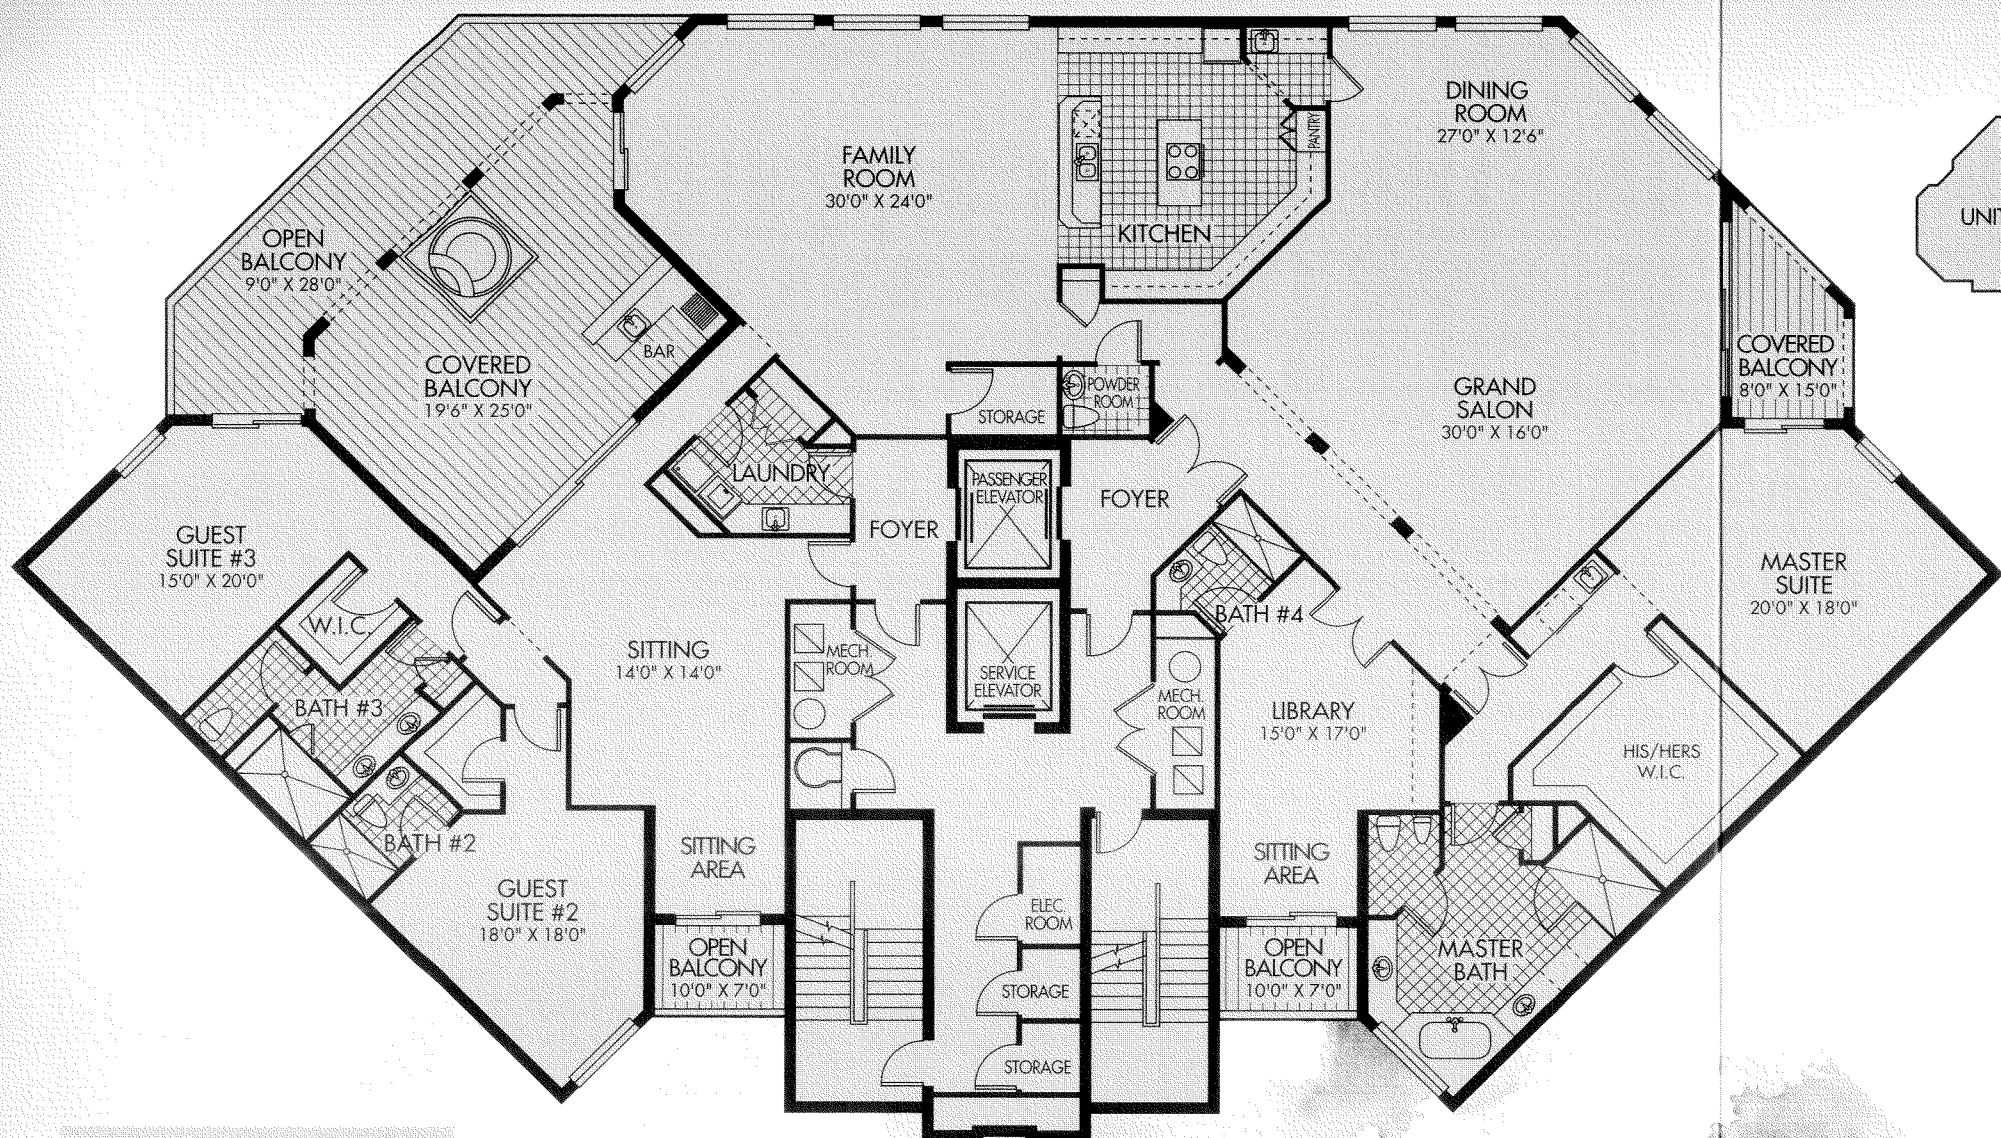 DINING
ROOM
27'0" X 12'6"
FAMILY
ROOM
30'0" X 24'0"
PANTRY
KITCHEN
OPEN
BALCONY
9'0" X 28'0"
COVERED
BALCONY
19'6" X 25'0"
BAR
COVERED
BALCONY
8'0" X 15'0"
GRAND
SALON
30'0" X 16'0"
STORAGE
POWDER
ROOM
LAUNDRY
PASSENGER
ELEVATOR
FOYER
FOYER
GUEST
SUITE #3
15'0" X 20'0"
MASTER
SUITE
20'0" X 18'0"
W.I.C.
BATH #4
SITTING
14'0" X 14'0"
MECH.
ROOM
SERVICE
ELEVATOR
MECH.
ROOM
BATH #3
LIBRARY
15'0" X 17'0"
HIS/HERS
W.I.C.
BATH #2
SITTING
AREA
SITTING
AREA
GUEST
SUITE #2
18'0" X 18'0"
ELEC.
ROOM
OPEN
BALCONY
10'0" X 7'0"
STORAGE
OPEN
BALCONY
10'0" X 7'0"
MASTER
BATH
STORAGE